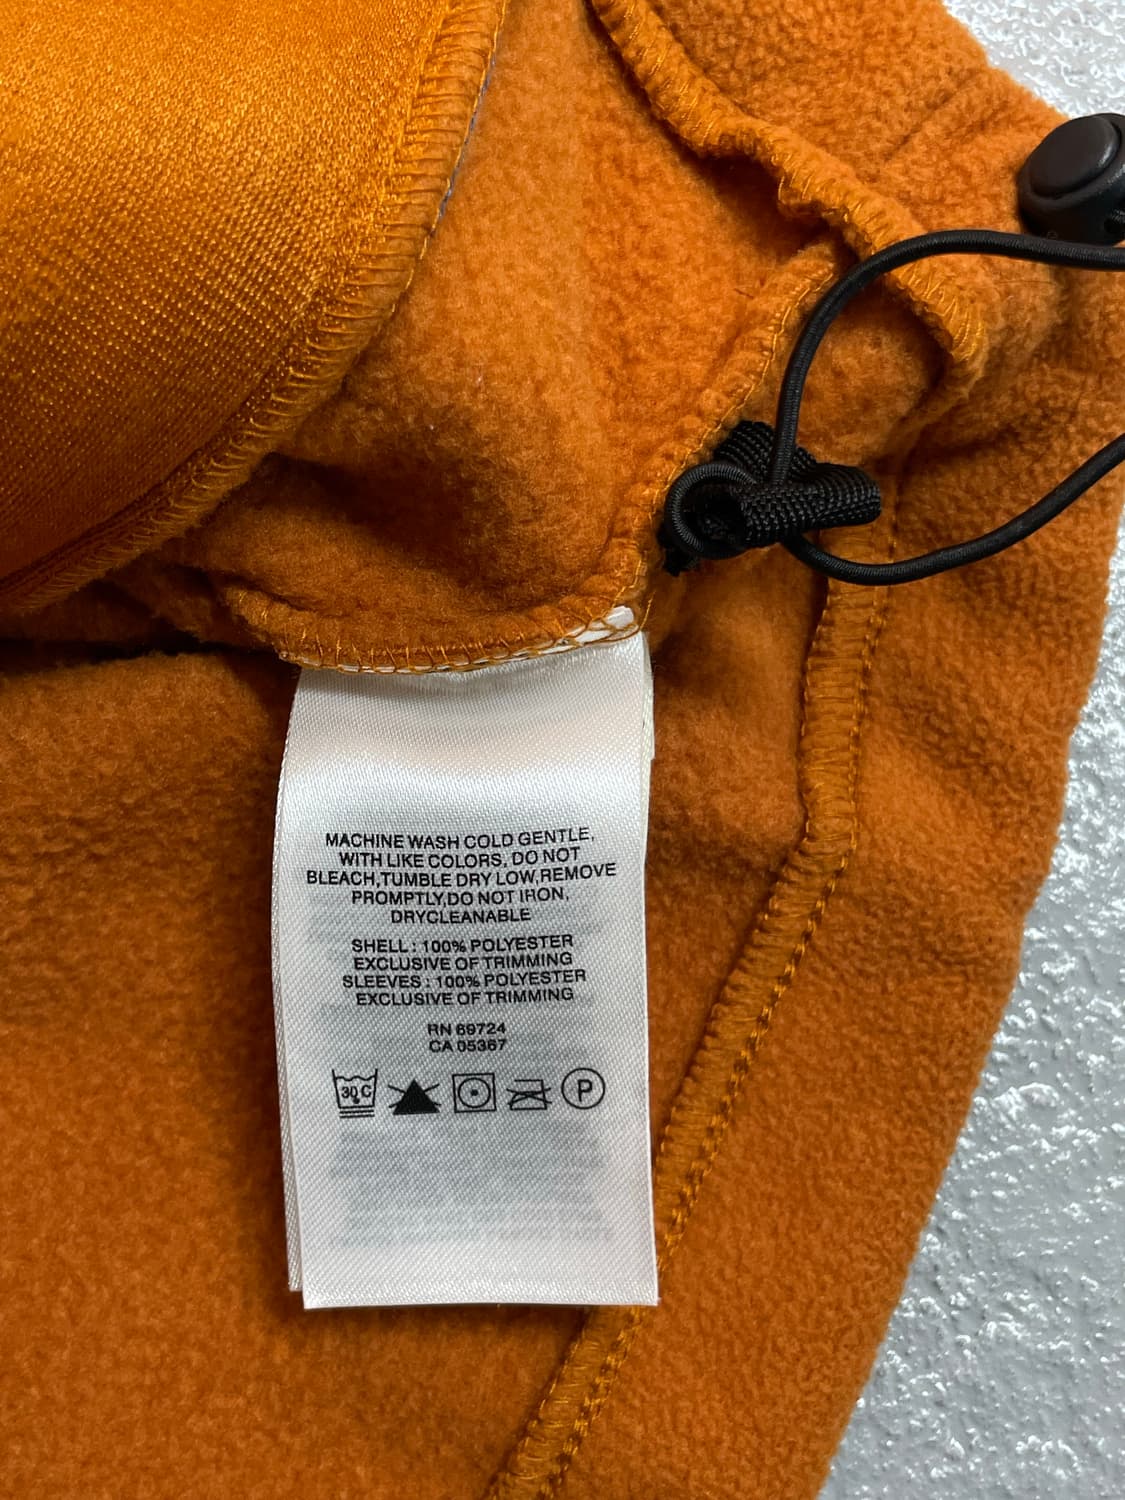 MACHINE WASH COLD GENTLE,
WITH LIKE COLORS, DO NOT
BLEACH,TUMBLE DRY LOW,REMOVE
PROMPTLY,DO NOT IRON,
DRYCLEANABLE
SHELL : 100% POLYESTER
EXCLUSIVE OF TRIMMING
SLEEVES : 100% POLYESTER
EXCLUSIVE OF TRIMMING
RN 69724
CA 05367
30 C P